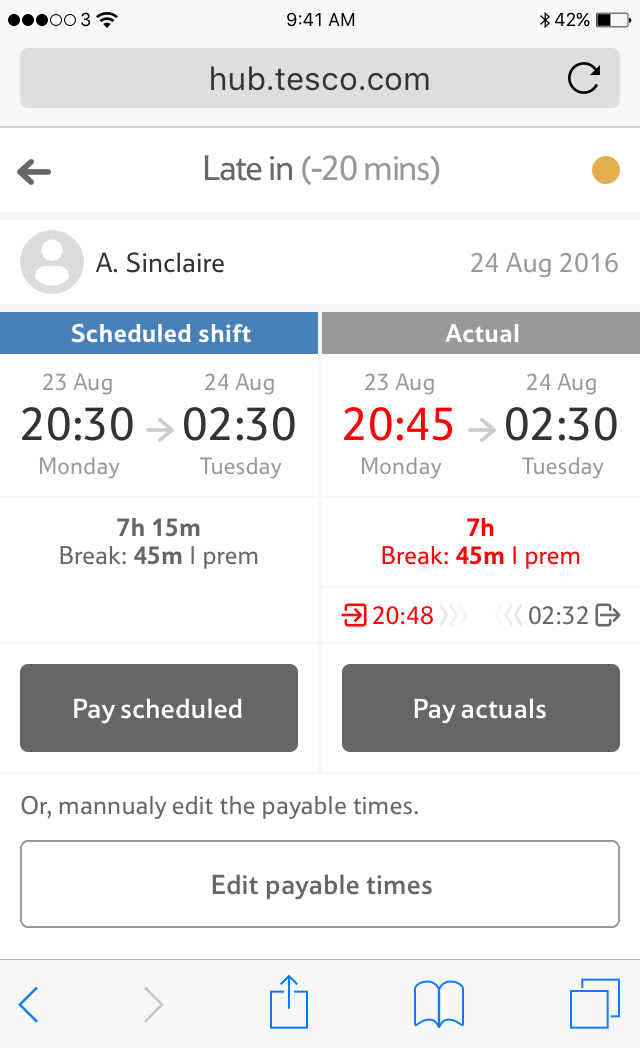 3 9:41 AM 42%
hub.tesco.com
Late in (-20 mins)
A. Sinclaire 24 Aug 2016
Scheduled shift Actual
23 Aug 24 Aug 23 Aug 24 Aug
20:30 02:30 20:45 02:30
Monday Tuesday Monday Tuesday
7h 15m 7h
Break: 45m | prem Break: 45m | prem
20:48 02:32
Pay scheduled Pay actuals
Or, mannualy edit the payable times.
Edit payable times